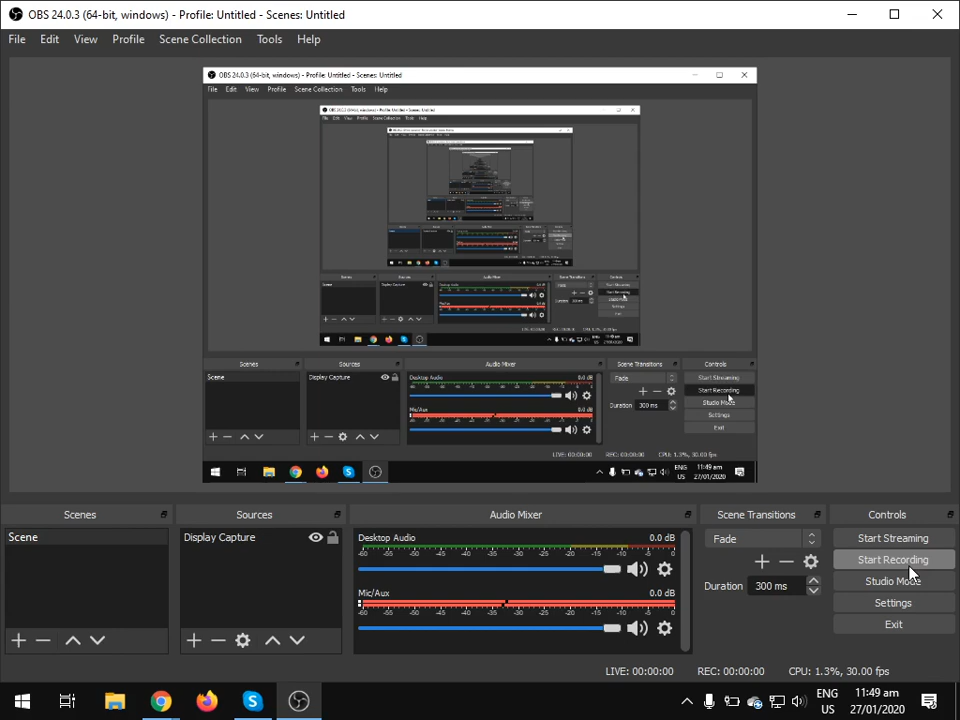 OBS 24.0.3 (64-bit, windows) - Profile: Untitled - Scenes: Untitled
File Edit View Profile Scene Collection Tools Help
OBS 24.0.3 (64-bit, windows) - Profile: Untitled - Scenes: Untitled
File Edit View Profile Scene Collection Tools Help
Scenes Sources Audio Mixer Scene Transitions Controls
Scene Display Capture Desktop Audio 0.0 dB Fade Start Streaming
Start Recording
Mic/Aux 0.0 dB Duration 300 ms Studio Mode
Settings
Exit
LIVE: 00:00:00 REC: 00:00:00 CPU: 1.3%, 30.00 fps
ENG 11:49 am
US 27/01/2020
Scenes Sources Audio Mixer Scene Transitions Controls
Scene Display Capture Desktop Audio 0.0 dB Fade Start Streaming
-60 -55 -50 -45 -40 -35 -30 -25 -20 -15 -10 -5 0
Start Recording
Mic/Aux 0.0 dB Duration 300 ms Studio Mode
-60 -55 -50 -45 -40 -35 -30 -25 -20 -15 -10 -5 0
Settings
Exit
LIVE: 00:00:00 REC: 00:00:00 CPU: 1.3%, 30.00 fps
ENG 11:49 am
US 27/01/2020